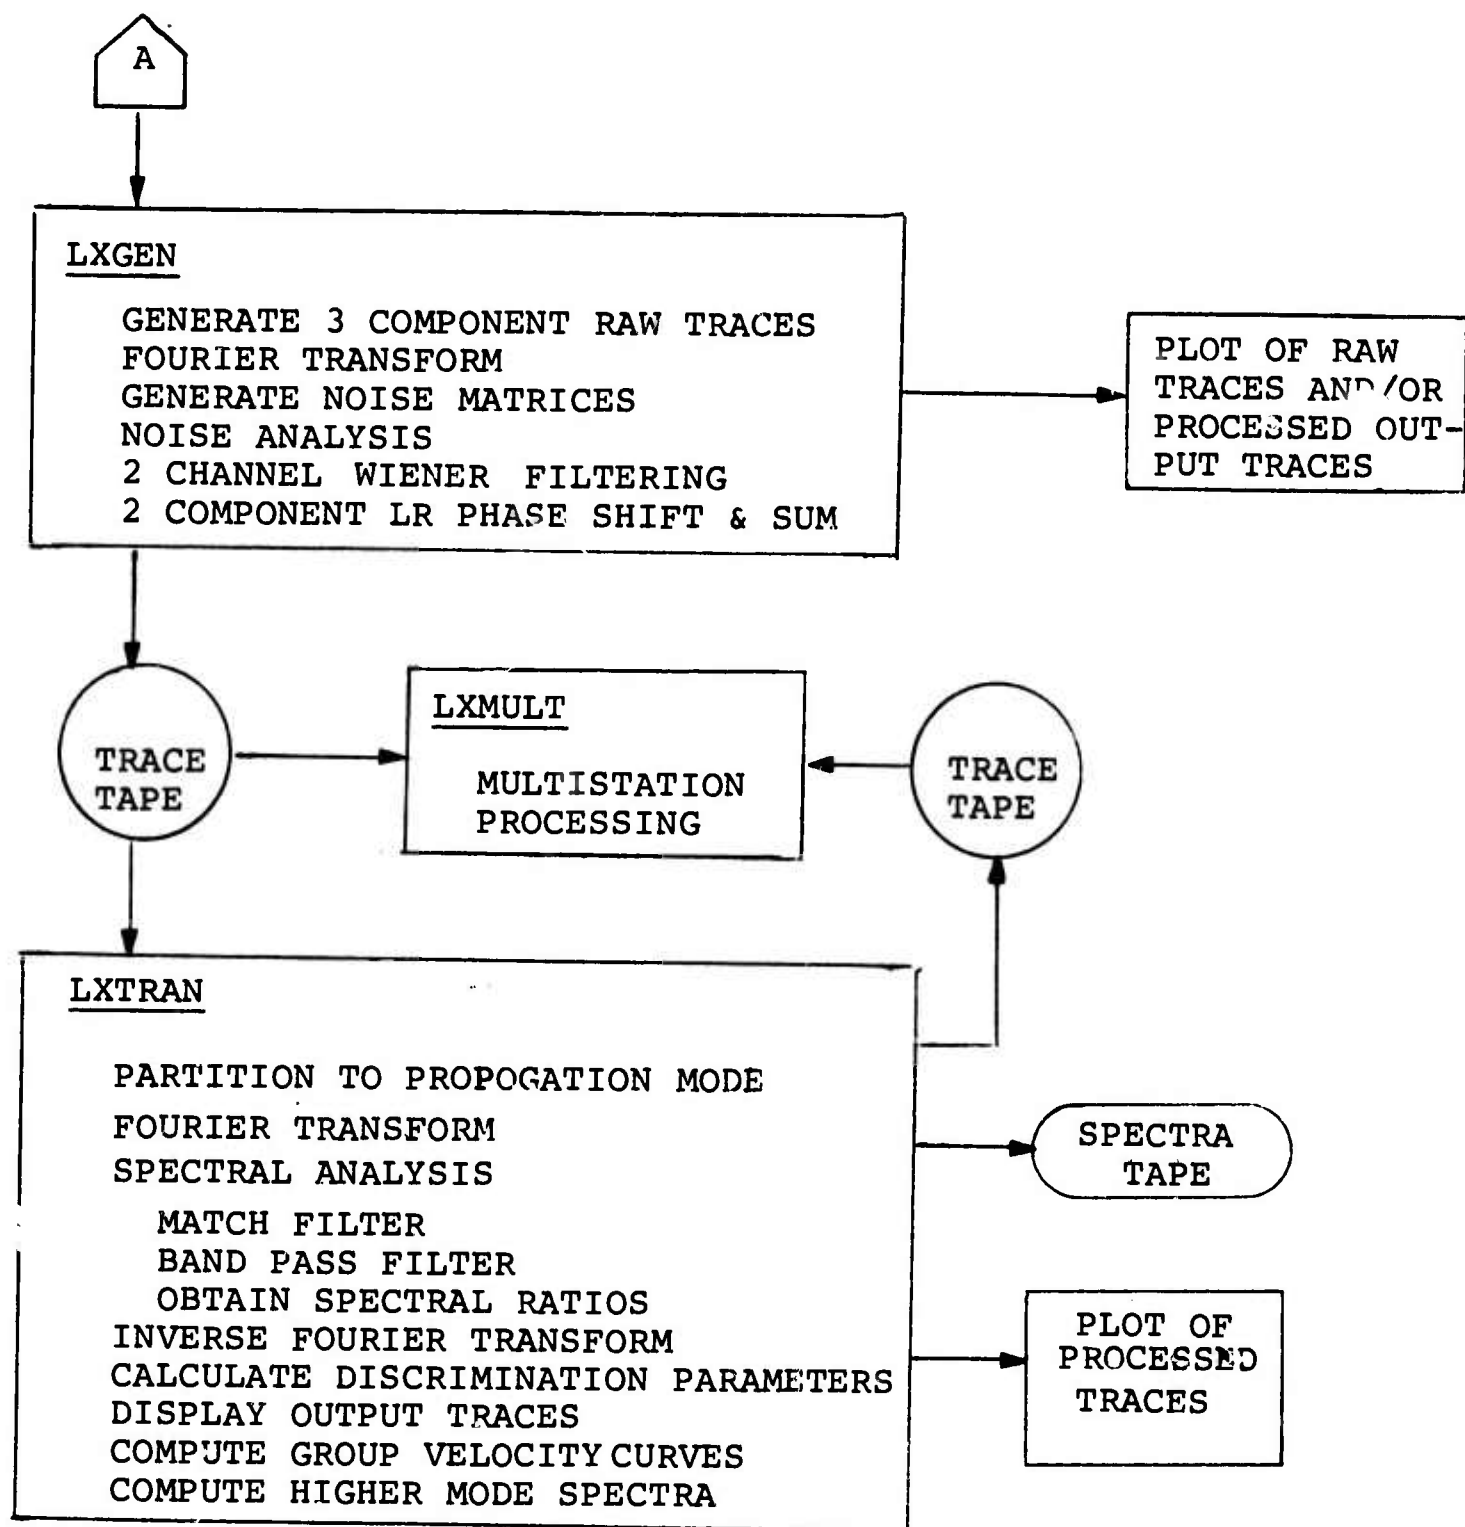 A
LXGEN
GENERATE 3 COMPONENT RAW TRACES
FOURIER TRANSFORM
GENERATE NOISE MATRICES
NOISE ANALYSIS
2 CHANNEL WIENER FILTERING
2 COMPONENT LR PHASE SHIFT & SUM
PLOT OF RAW
TRACES AND/OR
PROCESSED OUT-
PUT TRACES
TRACE
TAPE
LXMULT
MULTISTATION
PROCESSING
TRACE
TAPE
LXTRAN
PARTITION TO PROPOGATION MODE
FOURIER TRANSFORM
SPECTRAL ANALYSIS
MATCH FILTER
BAND PASS FILTER
OBTAIN SPECTRAL RATIOS
INVERSE FOURIER TRANSFORM
CALCULATE DISCRIMINATION PARAMETERS
DISPLAY OUTPUT TRACES
COMPUTE GROUP VELOCITY CURVES
COMPUTE HIGHER MODE SPECTRA
SPECTRA
TAPE
PLOT OF
PROCESSED
TRACES